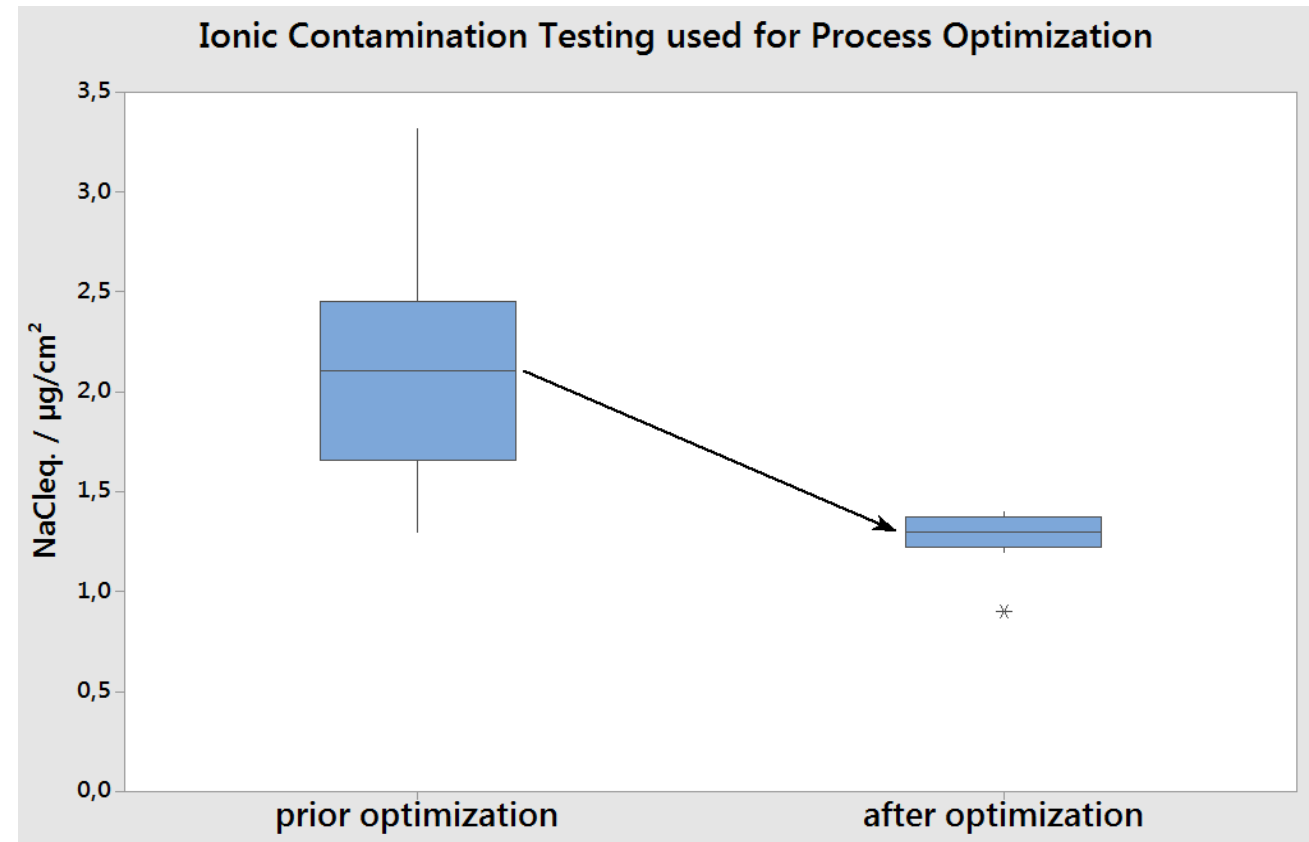 Ionic Contamination Testing used for Process Optimization
3,5
3,0
2,5
2,0
1,5
1,0
0,5
0,0
NaCleq. / µg/cm²
prior optimization
after optimization